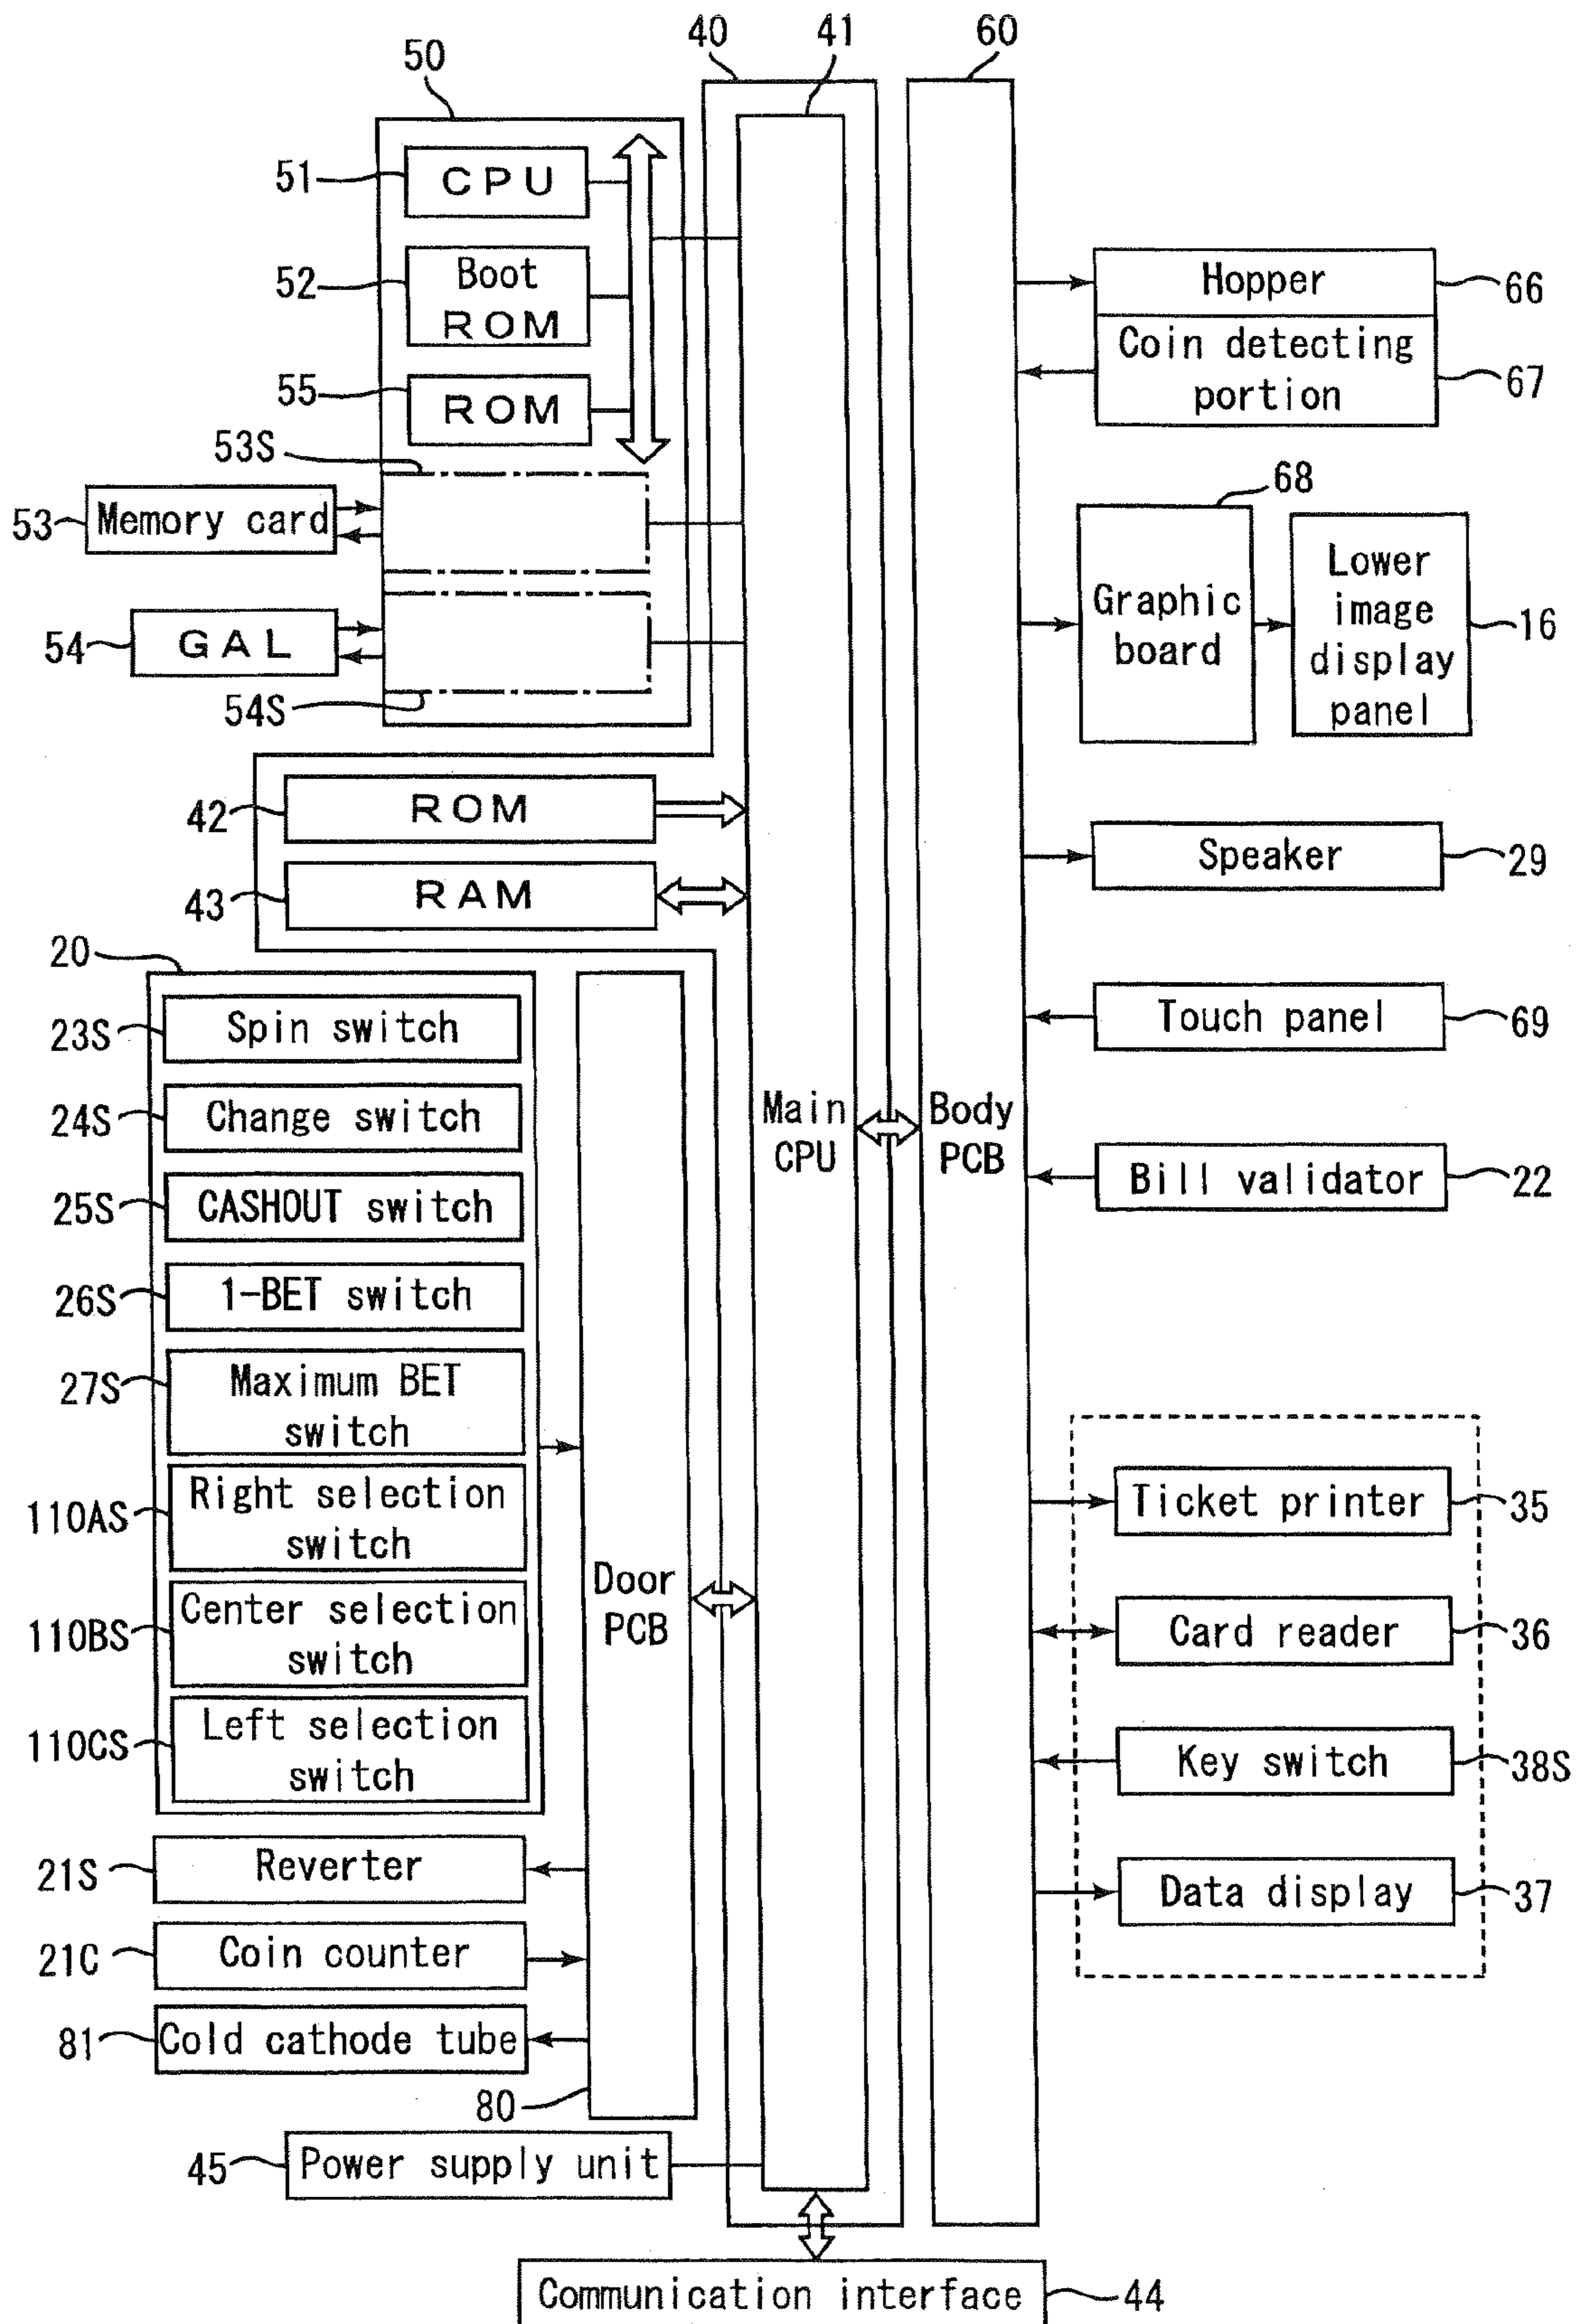 40
41
60
50
51
CPU
52
Boot
ROM
55
ROM
53S
53
Memory card
54
GAL
54S
42
ROM
43
RAM
20
23S
Spin switch
24S
Change switch
25S
CASHOUT switch
26S
1-BET switch
27S
Maximum BET
switch
110AS
Right selection
switch
110BS
Center selection
switch
110CS
Left selection
switch
21S
Reverter
21C
Coin counter
81
Cold cathode tube
80
45
Power supply unit
Door
PCB
Main
CPU
Body
PCB
Hopper
66
Coin detecting
portion
67
68
Graphic
board
Lower
image
display
panel
16
Speaker
29
Touch panel
69
Bill validator
22
Ticket printer
35
Card reader
36
Key switch
38S
Data display
37
Communication interface
44